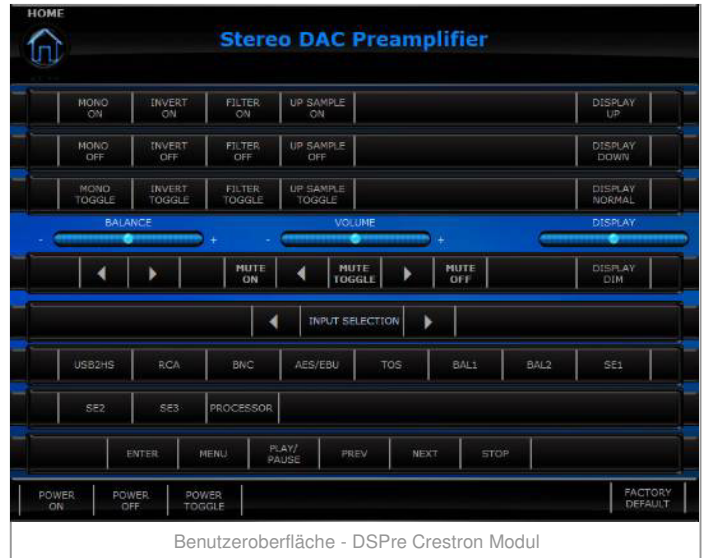 HOME
Stereo DAC Preamplifier
MONO ON INVERT ON FILTER ON UP SAMPLE ON DISPLAY UP
MONO OFF INVERT OFF FILTER OFF UP SAMPLE OFF DISPLAY DOWN
MONO TOGGLE INVERT TOGGLE FILTER TOGGLE UP SAMPLE TOGGLE DISPLAY NORMAL
BALANCE VOLUME DISPLAY
- + - +
MUTE ON MUTE TOGGLE MUTE OFF DISPLAY DIM
INPUT SELECTION
USB2HS RCA BNC AES/EBU TOS BAL1 BAL2 SE1
SE2 SE3 PROCESSOR
ENTER MENU PLAY/ PAUSE PREV NEXT STOP
POWER ON POWER OFF POWER TOGGLE FACTORY DEFAULT
Benutzeroberfläche - DSPre Crestron Modul